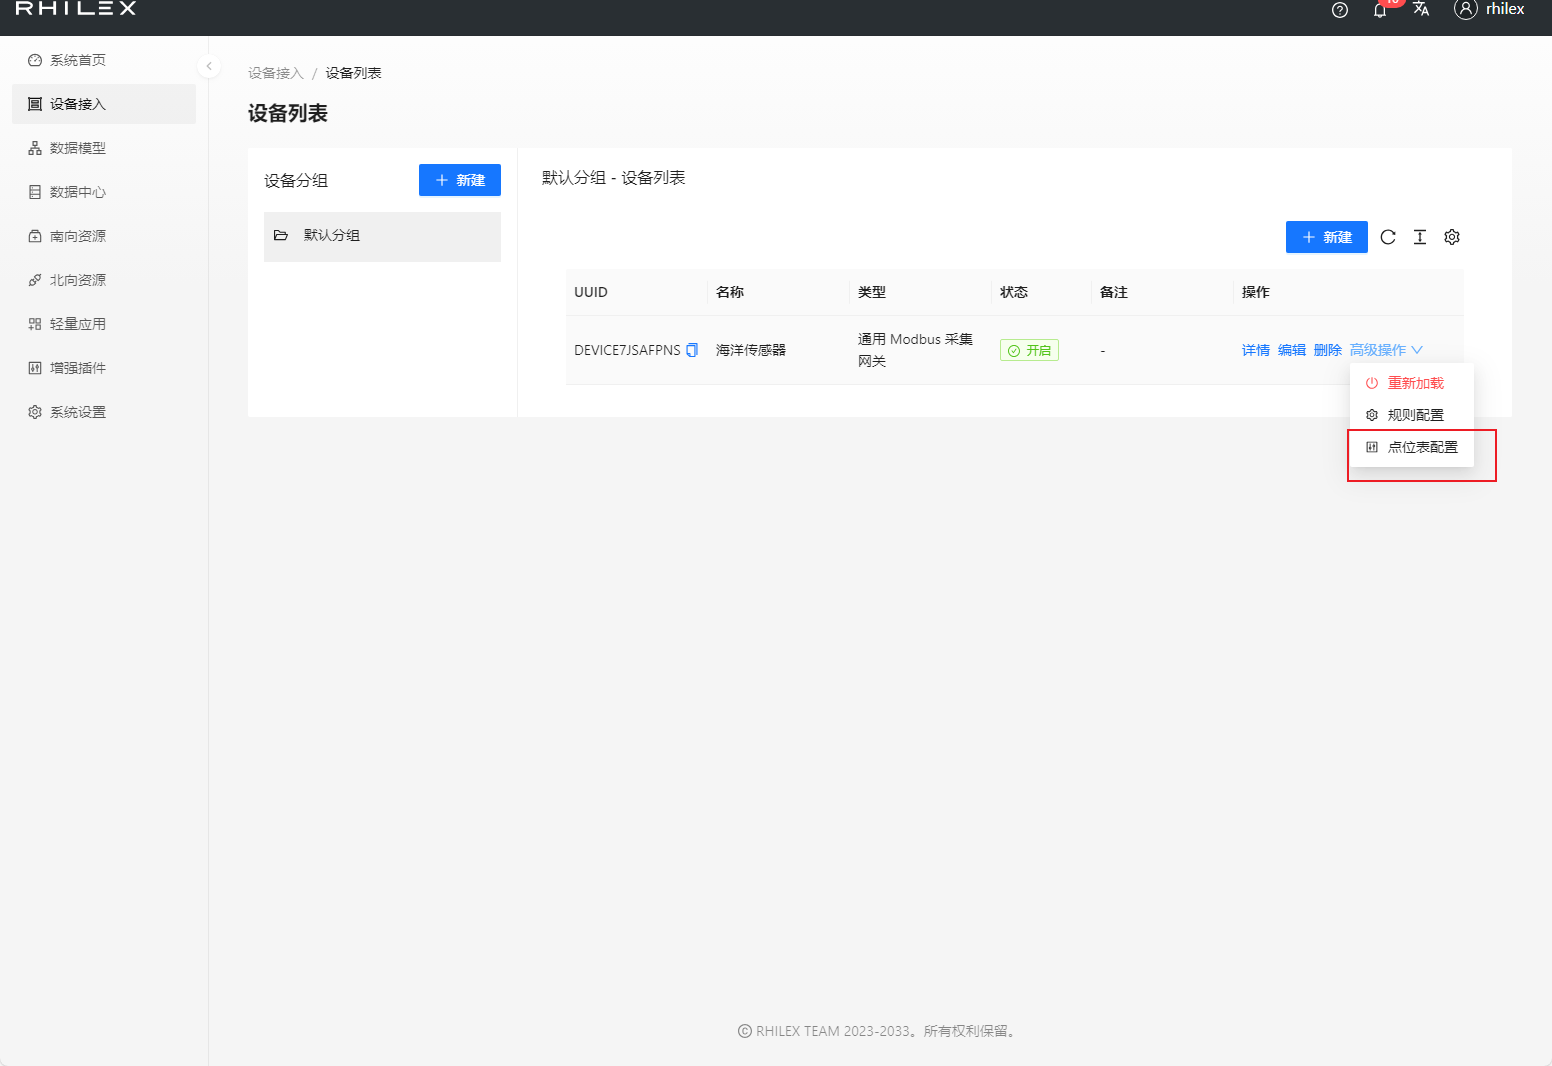 RHILEX
rhilex
系统首页
设备接入
数据模型
数据中心
南向资源
北向资源
轻量应用
增强插件
系统设置
设备接入 / 设备列表
设备列表
设备分组
新建
默认分组
默认分组 - 设备列表
新建
UUID 名称 类型 状态 备注 操作
DEVICE7JSAFPNS 海洋传感器 通用 Modbus 采集
网关 开启 - 详情 编辑 删除 高级操作
重新加载
规则配置
点位表配置
© RHILEX TEAM 2023-2033。所有权利保留。